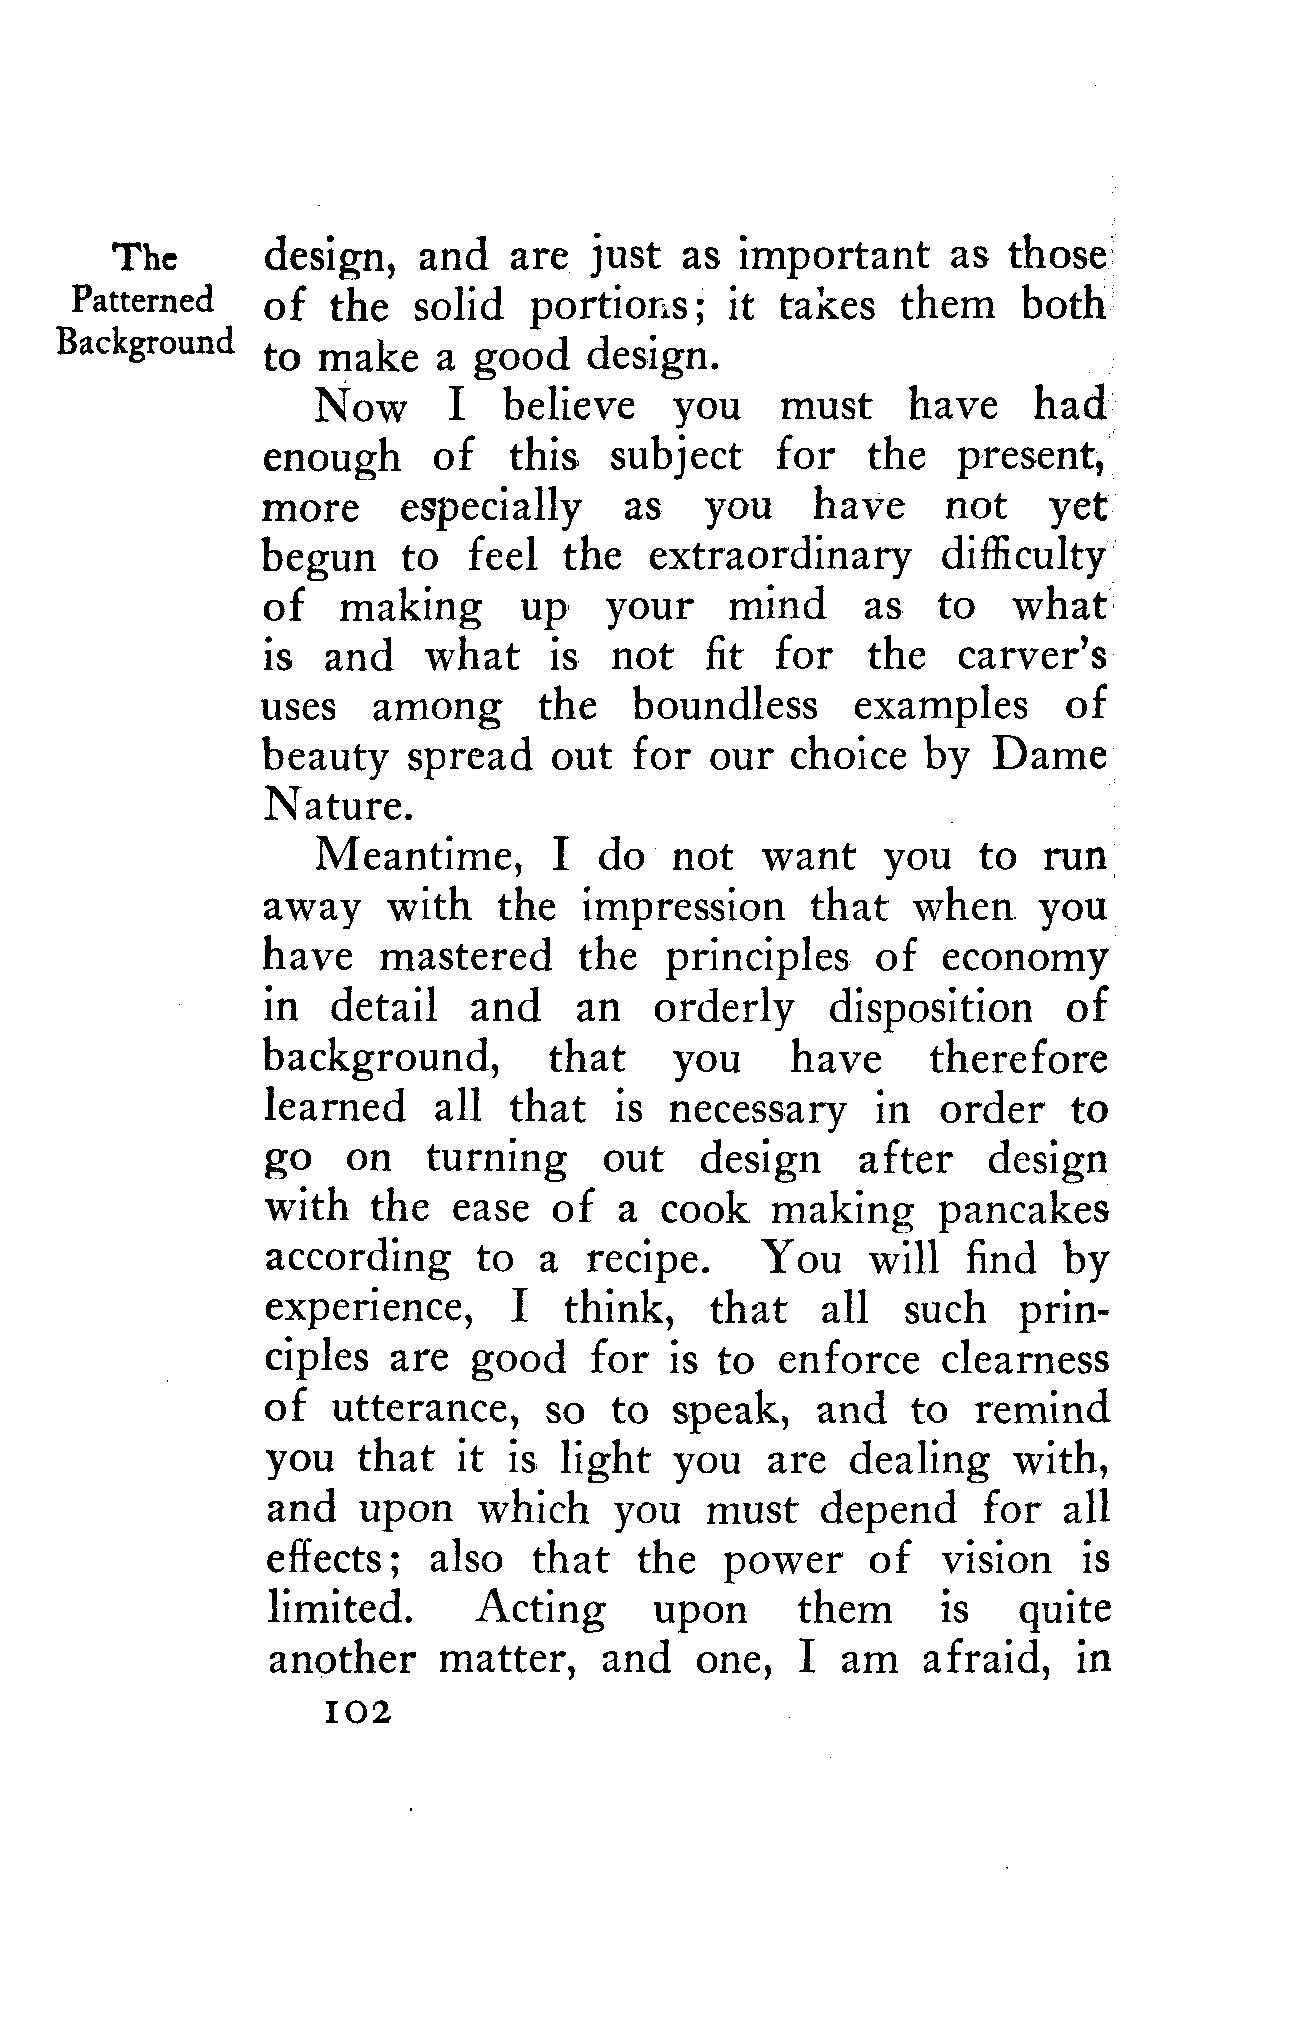 The
Patterned
Background
design, and are just as important as those
of the solid portions; it takes them both
to make a good design.
Now I believe you must have had
enough of this subject for the present,
more especially as you have not yet
begun to feel the extraordinary difficulty
of making up your mind as to what
is and what is not fit for the carver's
uses among the boundless examples of
beauty spread out for our choice by Dame
Nature.
Meantime, I do not want you to run
away with the impression that when you
have mastered the principles of economy
in detail and an orderly disposition of
background, that you have therefore
learned all that is necessary in order to
go on turning out design after design
with the ease of a cook making pancakes
according to a recipe. You will find by
experience, I think, that all such prin-
ciples are good for is to enforce clearness
of utterance, so to speak, and to remind
you that it is light you are dealing with,
and upon which you must depend for all
effects; also that the power of vision is
limited. Acting upon them is quite
another matter, and one, I am afraid, in
102